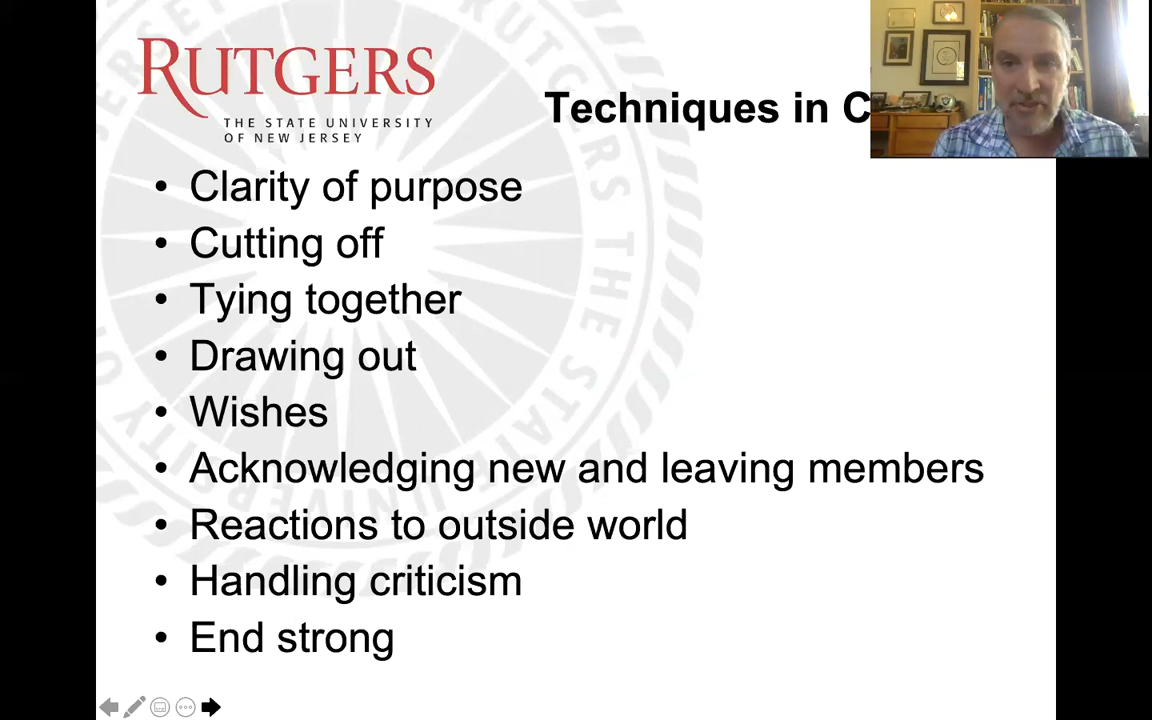 RUTGERS
THE STATE UNIVERSITY
OF NEW JERSEY
Techniques in C
• Clarity of purpose
• Cutting off
• Tying together
• Drawing out
• Wishes
• Acknowledging new and leaving members
• Reactions to outside world
• Handling criticism
• End strong